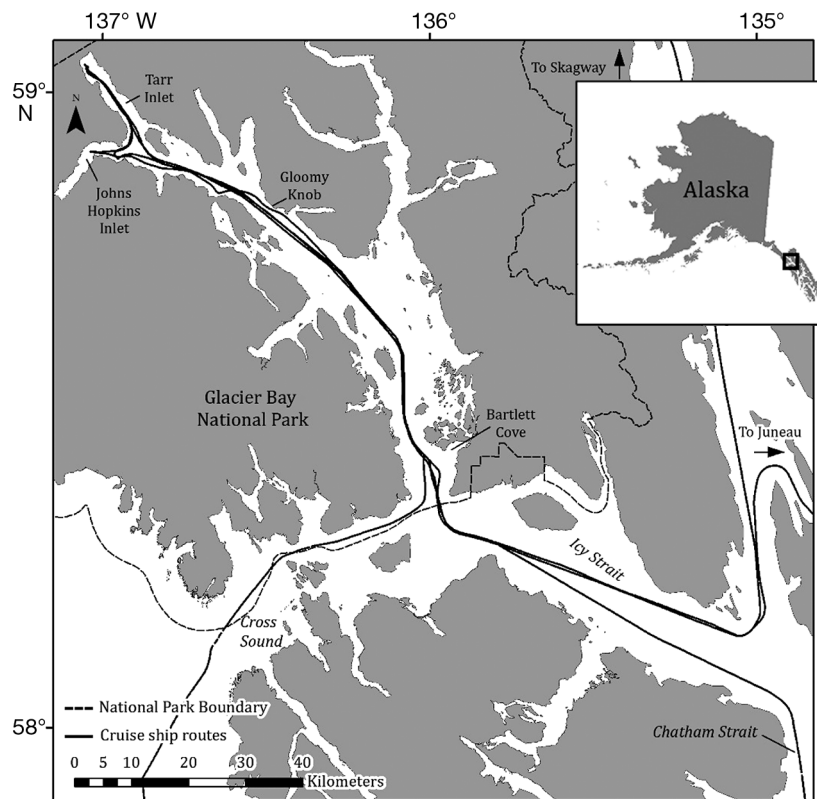 137° W
136°
135°
59°
N
To Skagway
Tarr
Inlet
N
Gloomy
Knob
Johns
Hopkins
Inlet
Alaska
Glacier Bay
National Park
Bartlett
Cove
To Juneau
Icy Strait
Cross
Sound
National Park Boundary
Cruise ship routes
58°
Chatham Strait
0 5 10 20 30 40
Kilometers